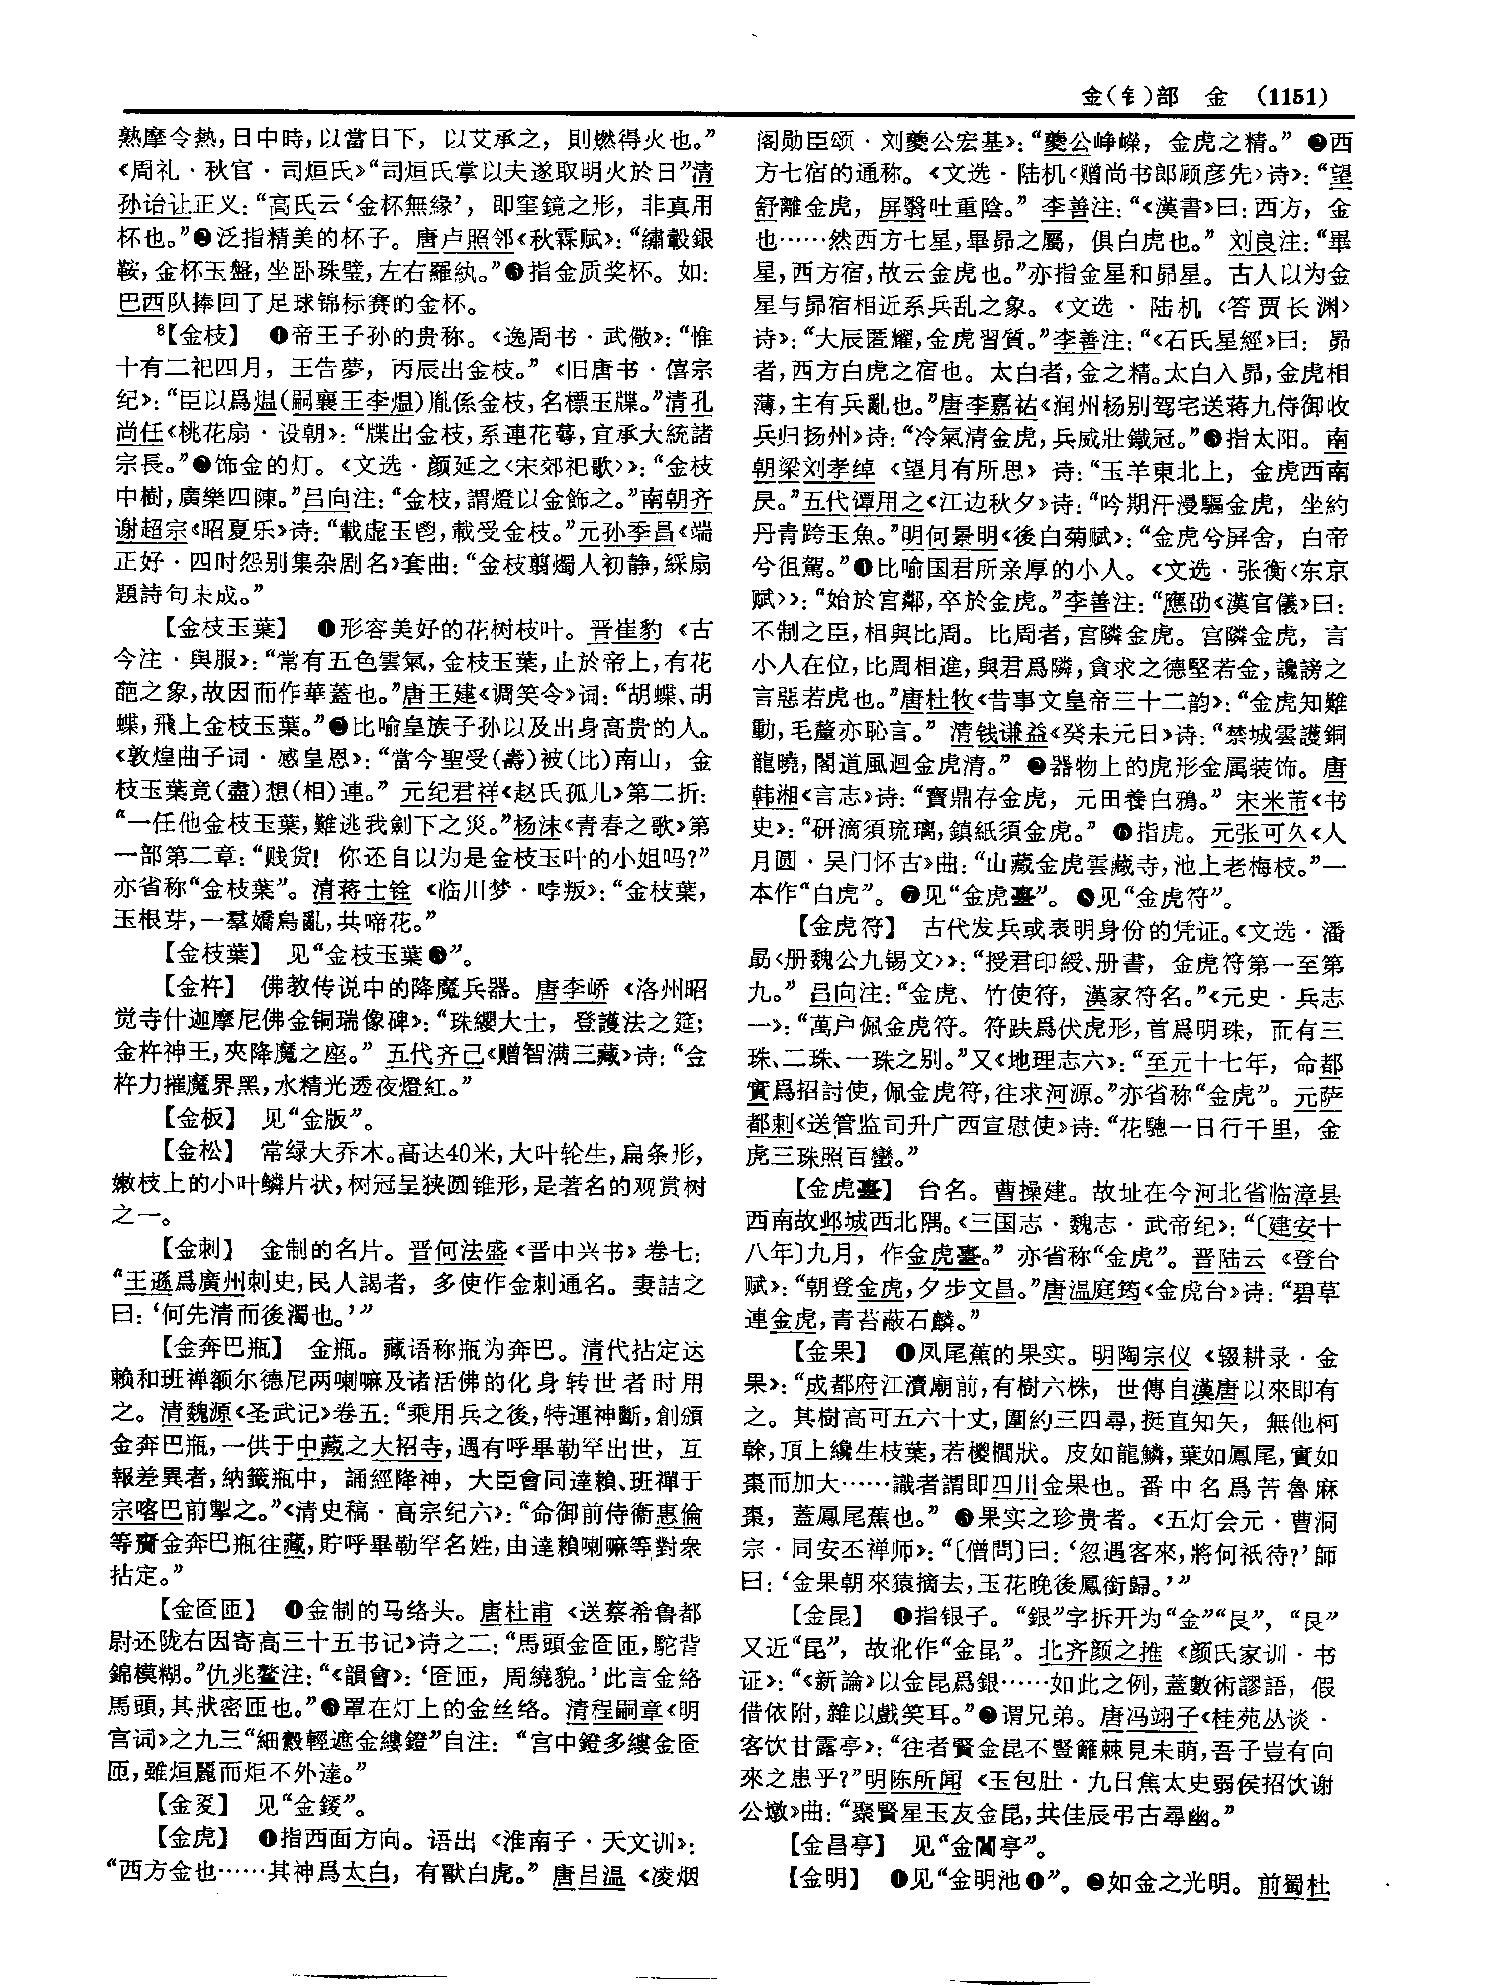 金(钅)部　金　(1151)
熟摩令熱，日中時，以當日下，以艾承之，則燃得火也。”
《周礼·秋官·司烜氏》“司烜氏掌以夫遂取明火於日”清
孙诒让正义：“高氏云‘金杯無緣’，即窐鏡之形，非真用
杯也。”❷泛指精美的杯子。唐卢照邻《秋霖赋》：“繡轂銀
鞍，金杯玉盤，坐卧珠璧，左右羅紈。”❸指金质奖杯。如：
巴西队捧回了足球锦标赛的金杯。
⁸【金枝】　❶帝王子孙的贵称。《逸周书·武儆》：“惟
十有二祀四月，王告夢，丙辰出金枝。”《旧唐书·僖宗
纪》：“臣以爲熅(嗣襄王李熅)胤係金枝，名標玉牒。”清孔
尚任《桃花扇·设朝》：“牒出金枝，系連花萼，宜承大統諸
宗長。”❷饰金的灯。《文选·颜延之〈宋郊祀歌〉》：“金枝
中樹，廣樂四陳。”吕向注：“金枝，謂燈以金飾之。”南朝齐
谢超宗《昭夏乐》诗：“載虚玉鬯，載受金枝。”元孙季昌《端
正好·四时怨别集杂剧名》套曲：“金枝翦燭人初静，綵扇
題詩句未成。”
【金枝玉葉】　❶形容美好的花树枝叶。晋崔豹《古
今注·舆服》：“常有五色雲氣，金枝玉葉，止於帝上，有花
葩之象，故因而作華蓋也。”唐王建《调笑令》词：“胡蝶、胡
蝶，飛上金枝玉葉。”❷比喻皇族子孙以及出身高贵的人。
《敦煌曲子词·感皇恩》：“當今聖受(壽)被(比)南山，金
枝玉葉竟(盡)想(相)連。”元纪君祥《赵氏孤儿》第二折：
“一任他金枝玉葉，難逃我劍下之災。”杨沫《青春之歌》第
一部第二章：“贱货！你还自以为是金枝玉叶的小姐吗？”
亦省称“金枝葉”。清蒋士铨《临川梦·哱叛》：“金枝葉，
玉根芽，一羣嬌鳥亂，共啼花。”
【金枝葉】　见“金枝玉葉❷”。
【金杵】　佛教传说中的降魔兵器。唐李峤《洛州昭
觉寺什迦摩尼佛金铜瑞像碑》：“珠纓大士，登護法之筵；
金杵神王，夾降魔之座。”五代齐己《赠智满三藏》诗：“金
杵力摧魔界黑，水精光透夜燈紅。”
【金板】　见“金版”。
【金松】　常绿大乔木。高达40米，大叶轮生，扁条形，
嫩枝上的小叶鳞片状，树冠呈狭圆锥形，是著名的观赏树
之一。
【金刺】　金制的名片。晋何法盛《晋中兴书》卷七：
“王遜爲廣州刺史，民人謁者，多使作金刺通名。妻詰之
曰：‘何先清而後濁也。’”
【金奔巴瓶】　金瓶。藏语称瓶为奔巴。清代拈定达
赖和班禅额尔德尼两喇嘛及诸活佛的化身转世者时用
之。清魏源《圣武记》卷五：“乘用兵之後，特運神斷，創頒
金奔巴瓶，一供于中藏之大招寺，遇有呼畢勒罕出世，互
報差異者，納籤瓶中，誦經降神，大臣會同達賴、班禪于
宗喀巴前掣之。”《清史稿·高宗纪六》：“命御前侍衛惠倫
等齎金奔巴瓶往藏，貯呼畢勒罕名姓，由達賴喇嘛等對衆
拈定。”
【金匼匝】　❶金制的马络头。唐杜甫《送蔡希鲁都
尉还陇右因寄高三十五书记》诗之二：“馬頭金匼匝，駝背
錦模糊。”仇兆鳌注：“《韻會》：‘匼匝，周繞貌。’此言金絡
馬頭，其狀密匝也。”❷罩在灯上的金丝络。清程嗣章《明
宫词》之九三“細縠輕遮金縷鐙”自注：“宫中鐙多縷金匼
匝，雖烜麗而炬不外達。”
【金叐】　见“金鍐”。
【金虎】　❶指西面方向。语出《淮南子·天文训》：
“西方金也……其神爲太白，有獸白虎。”唐吕温《凌烟
阁勋臣颂·刘夔公宏基》：“夔公峥嵘，金虎之精。”❷西
方七宿的通称。《文选·陆机〈赠尚书郎顾彦先〉诗》：“望
舒離金虎，屏翳吐重陰。”李善注：“《漢書》曰：西方，金
也……然西方七星，畢昴之屬，俱白虎也。”刘良注：“畢
星，西方宿，故云金虎也。”亦指金星和昴星。古人以为金
星与昴宿相近系兵乱之象。《文选·陆机〈答贾长渊〉
诗》：“大辰匿耀，金虎習質。”李善注：“《石氏星經》曰：昴
者，西方白虎之宿也。太白者，金之精。太白入昴，金虎相
薄，主有兵亂也。”唐李嘉祐《润州杨别驾宅送蒋九侍御收
兵归扬州》诗：“冷氣清金虎，兵威壯鐵冠。”❸指太阳。南
朝梁刘孝绰《望月有所思》诗：“玉羊東北上，金虎西南
昃。”五代谭用之《江边秋夕》诗：“吟期汗漫驅金虎，坐約
丹青跨玉魚。”明何景明《後白菊赋》：“金虎兮屏舍，白帝
兮徂駕。”❹比喻国君所亲厚的小人。《文选·张衡〈东京
赋〉》：“始於宫鄰，卒於金虎。”李善注：“應劭《漢官儀》曰：
不制之臣，相與比周。比周者，宫隣金虎。宫隣金虎，言
小人在位，比周相進，與君爲隣，貪求之德堅若金，讒謗之
言惡若虎也。”唐杜牧《昔事文皇帝三十二韵》：“金虎知難
動，毛釐亦恥言。”清钱谦益《癸未元日》诗：“禁城雲護銅
龍曉，閣道風迴金虎清。”❺器物上的虎形金属装饰。唐
韩湘《言志》诗：“寶鼎存金虎，元田養白鴉。”宋米芾《书
史》：“研滴須琉璃，鎮紙須金虎。”❻指虎。元张可久《人
月圆·吴门怀古》曲：“山藏金虎雲藏寺，池上老梅枝。”一
本作“白虎”。❼见“金虎臺”。❽见“金虎符”。
【金虎符】　古代发兵或表明身份的凭证。《文选·潘
勗〈册魏公九锡文〉》：“授君印綬、册書，金虎符第一至第
九。”吕向注：“金虎、竹使符，漢家符名。”《元史·兵志
一》：“萬户佩金虎符。符趺爲伏虎形，首爲明珠，而有三
珠、二珠、一珠之别。”又《地理志六》：“至元十七年，命都
實爲招討使，佩金虎符，往求河源。”亦省称“金虎”。元萨
都剌《送管监司升广西宣慰使》诗：“花驄一日行千里，金
虎三珠照百蠻。”
【金虎臺】　台名。曹操建。故址在今河北省临漳县
西南故邺城西北隅。《三国志·魏志·武帝纪》：“〔建安十
八年〕九月，作金虎臺。”亦省称“金虎”。晋陆云《登台
赋》：“朝登金虎，夕步文昌。”唐温庭筠《金虎台》诗：“碧草
連金虎，青苔蔽石麟。”
【金果】　❶凤尾蕉的果实。明陶宗仪《辍耕录·金
果》：“成都府江瀆廟前，有樹六株，世傳自漢唐以來即有
之。其樹高可五六十丈，圍約三四尋，挺直知矢，無他柯
榦，頂上纔生枝葉，若椶櫚狀。皮如龍鱗，葉如鳳尾，實如
棗而加大……識者謂即四川金果也。番中名爲苦魯麻
棗，蓋鳳尾蕉也。”❷果实之珍贵者。《五灯会元·曹洞
宗·同安丕禅师》：“〔僧問〕曰：‘忽遇客來，將何祇待？’師
曰：‘金果朝來猿摘去，玉花晚後鳳銜歸。’”
【金昆】　❶指银子。“銀”字拆开为“金”“艮”，“艮”
又近“昆”，故讹作“金昆”。北齐颜之推《颜氏家训·书
证》：“《新論》以金昆爲銀……如此之例，蓋數術謬語，假
借依附，雜以戲笑耳。”❷谓兄弟。唐冯翊子《桂苑丛谈·
客饮甘露亭》：“往者賢金昆不豎籬棘見未萌，吾子豈有向
來之患乎？”明陈所闻《玉包肚·九日焦太史弱侯招饮谢
公墩》曲：“聚賢星玉友金昆，共佳辰弔古尋幽。”
【金昌亭】　见“金閶亭”。
【金明】　❶见“金明池❶”。❷如金之光明。前蜀杜